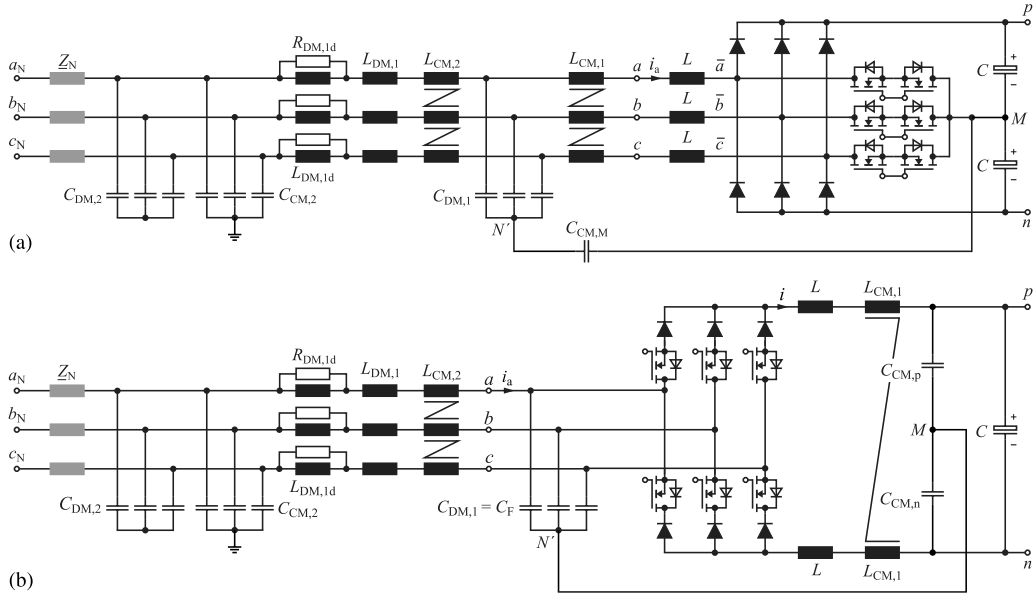 p
R_DM,1d
a_N Z_N L_DM,1 L_CM,2 L_CM,1 a i_a L a̅
C +
−
b_N b L b̅
M
c_N c L c̅
C +
−
L_DM,1d
C_DM,2 C_CM,2 C_DM,1
N´
C_CM,M
n
(a)
i L L_CM,1 p
R_DM,1d
a_N Z_N L_DM,1 L_CM,2 a i_a
C_CM,p
b_N b
M C +
−
c_N c
L_DM,1d
C_DM,2 C_CM,2 C_DM,1 = C_F
C_CM,n
N´
L L_CM,1 n
(b)